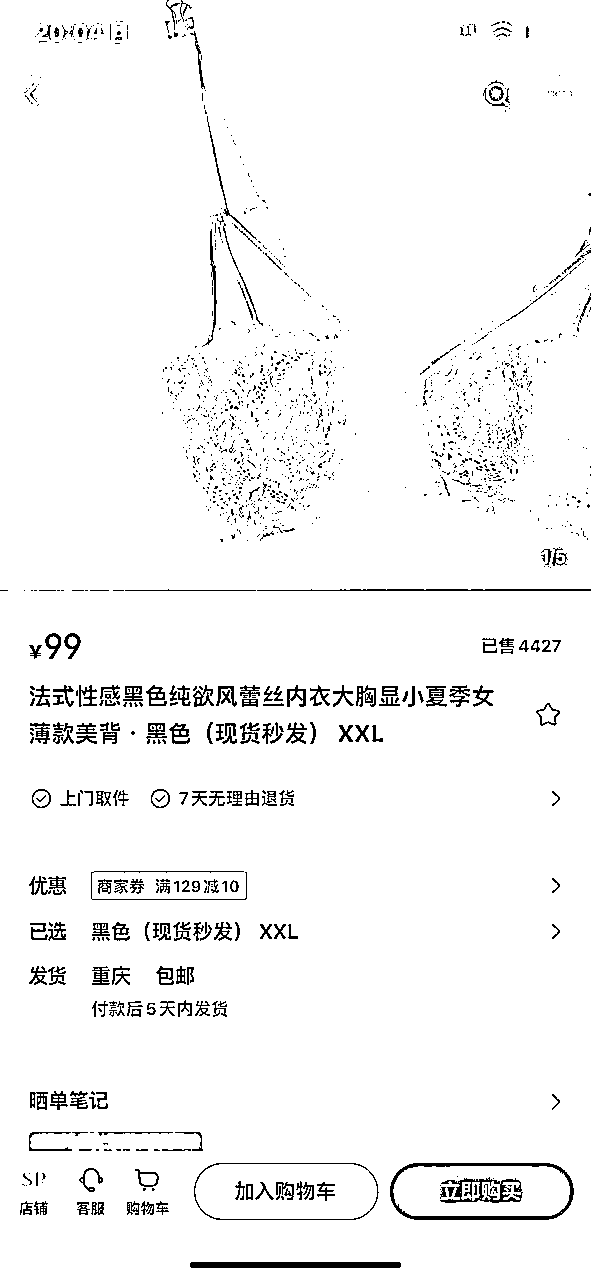 20:04
1/5
¥99
已售4427
法式性感黑色纯欲风蕾丝内衣大胸显小夏季女
薄款美背·黑色（现货秒发） XXL
上门取件 7天无理由退货
优惠 商家券 满129减10
已选 黑色（现货秒发） XXL
发货 重庆 包邮
付款后5天内发货
晒单笔记
SP
店铺 客服 购物车 加入购物车 立即购买